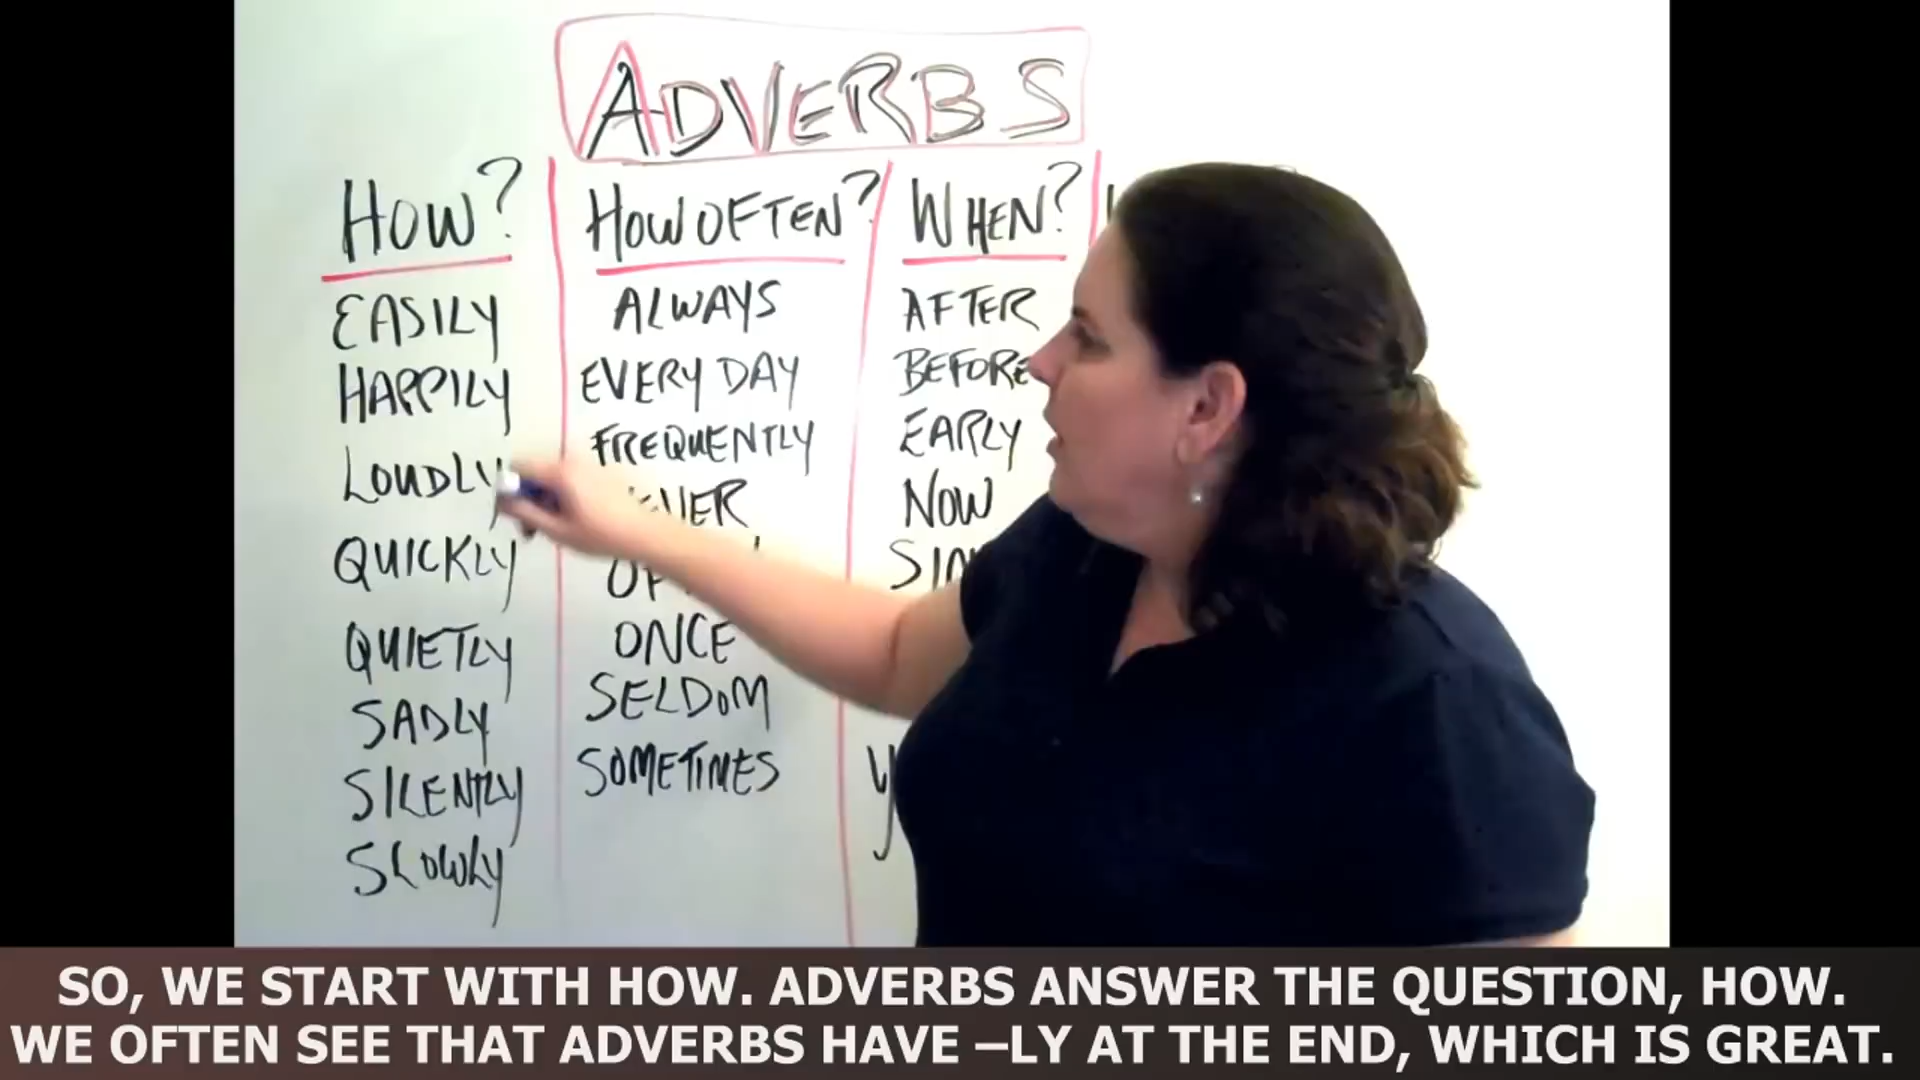 ADVERBS
HOW?
EASILY
HAPPILY
LOUDLY
QUICKLY
QUIETLY
SADLY
SILENTLY
SLOWLY
HOW OFTEN?
ALWAYS
EVERY DAY
FREQUENTLY
ONCE
SELDOM
SOMETIMES
WHEN?
AFTER
BEFORE
EARLY
NOW
SO, WE START WITH HOW. ADVERBS ANSWER THE QUESTION, HOW.
WE OFTEN SEE THAT ADVERBS HAVE –LY AT THE END, WHICH IS GREAT.